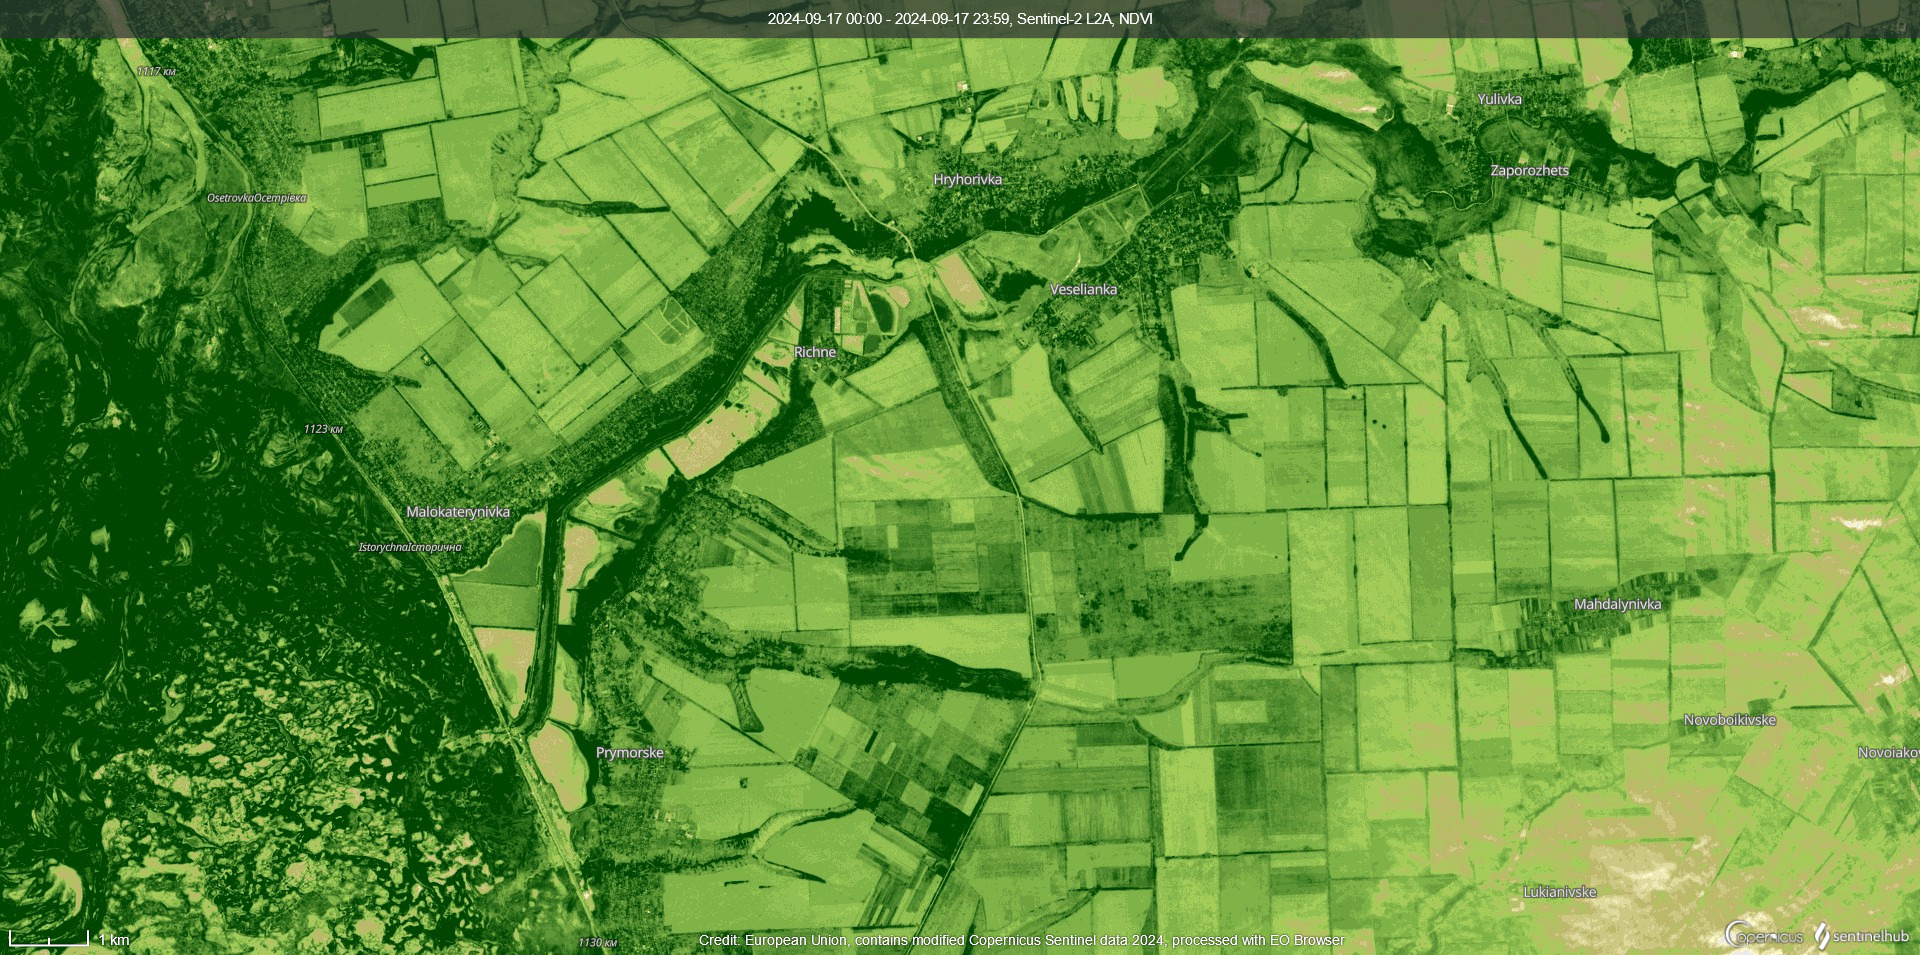 2024-09-17 00:00 - 2024-09-17 23:59, Sentinel-2 L2A, NDVI
1117 км
Yulivka
Zaporozhets
Hryhorivka
OsetrovkaОсетрівка
Veselianka
Richne
1123 км
Malokaterynivka
IstorychnaІсторична
Mahdalynivka
Novoboikivske
Prymorske
Lukianivske
1 km
1130 км
Credit: European Union, contains modified Copernicus Sentinel data 2024, processed with EO Browser
opernicus
sentinelhub